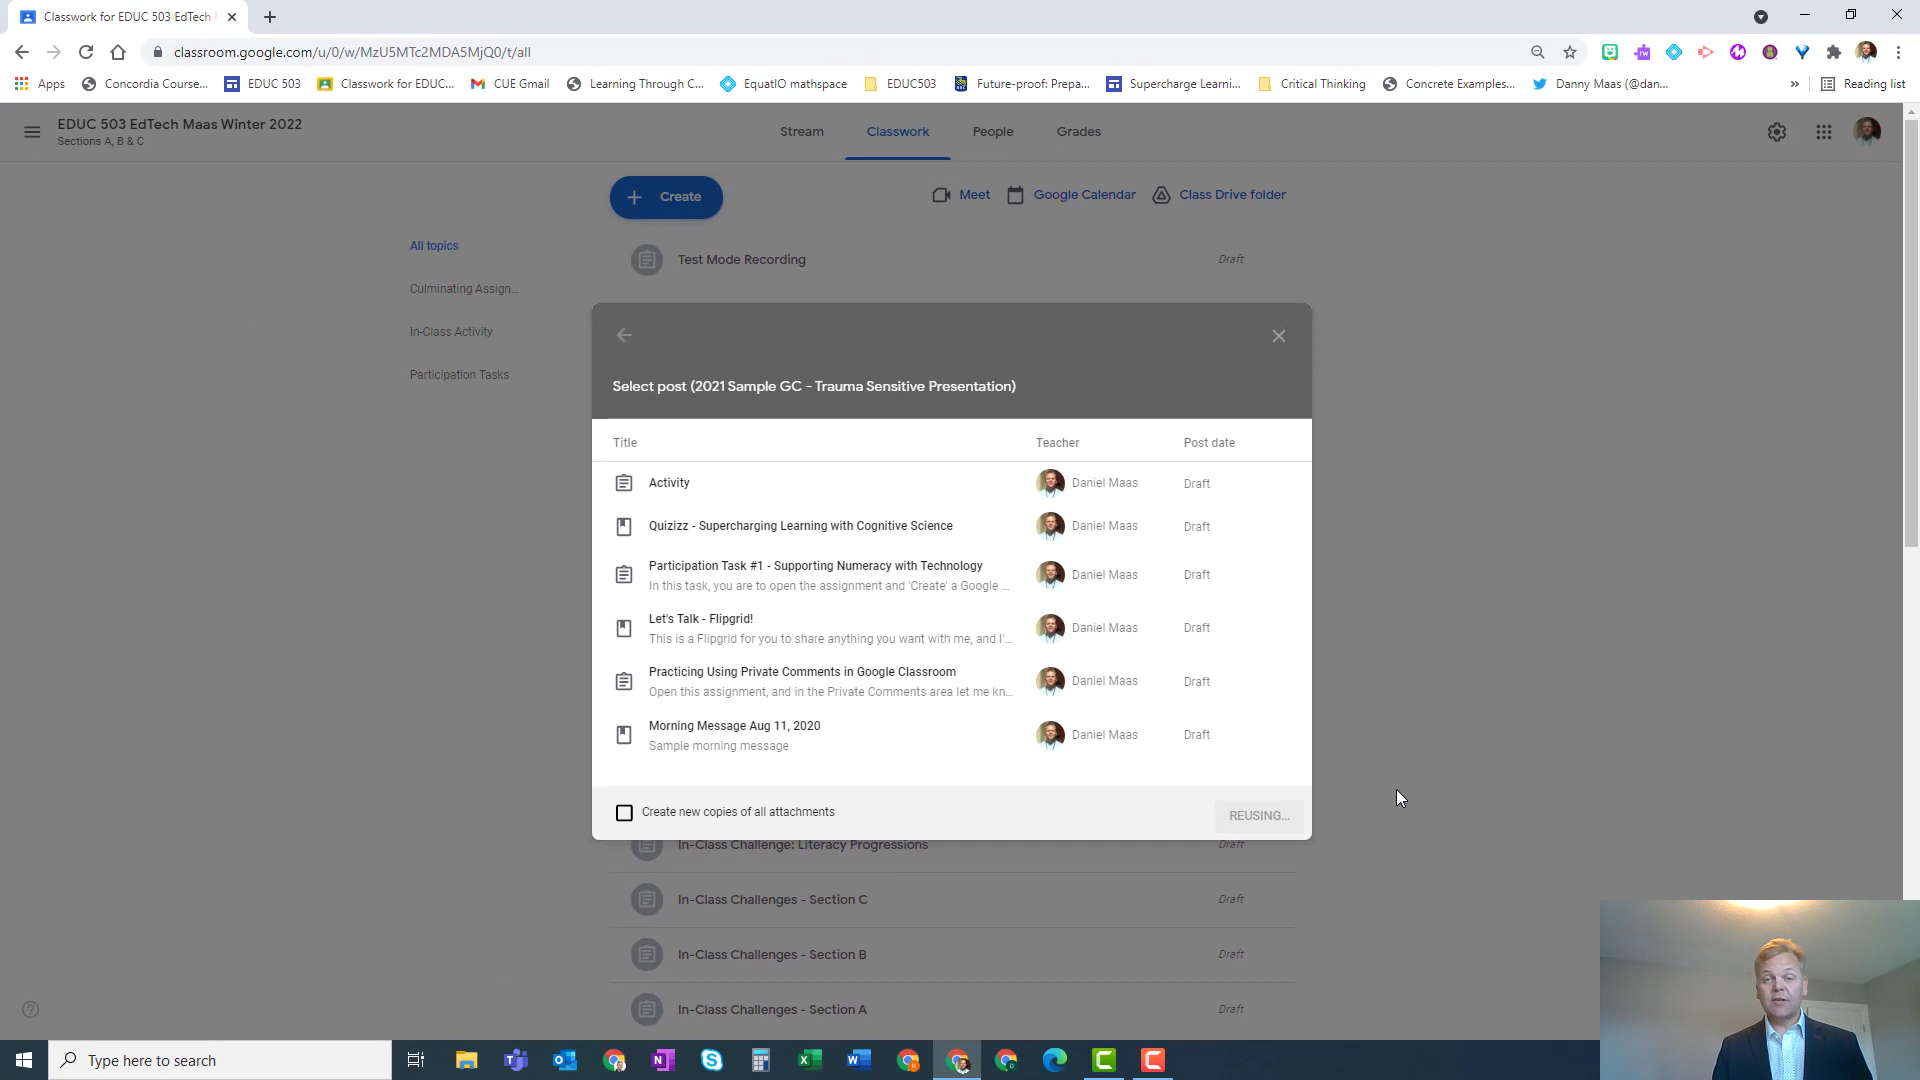 Classwork for EDUC 503 EdTech
classroom.google.com/u/0/w/MzU5MTc2MDA5MjQ0/t/all
Apps
Concordia Course...
EDUC 503
Classwork for EDUC...
CUE Gmail
Learning Through C...
EquatIO mathspace
EDUC503
Future-proof: Prepa...
Supercharge Learni...
Critical Thinking
Concrete Examples...
Danny Maas (@dan...
»
Reading list
EDUC 503 EdTech Maas Winter 2022
Sections A, B & C
Stream
Classwork
People
Grades
+ Create
Meet
Google Calendar
Class Drive folder
All topics
Culminating Assign...
In-Class Activity
Participation Tasks
Test Mode Recording
Draft
Select post (2021 Sample GC - Trauma Sensitive Presentation)
Title
Teacher
Post date
Activity
Daniel Maas
Draft
Quizizz - Supercharging Learning with Cognitive Science
Daniel Maas
Draft
Participation Task #1 - Supporting Numeracy with Technology
In this task, you are to open the assignment and 'Create' a Google ...
Daniel Maas
Draft
Let's Talk - Flipgrid!
This is a Flipgrid for you to share anything you want with me, and I'...
Daniel Maas
Draft
Practicing Using Private Comments in Google Classroom
Open this assignment, and in the Private Comments area let me kn...
Daniel Maas
Draft
Morning Message Aug 11, 2020
Sample morning message
Daniel Maas
Draft
Create new copies of all attachments
REUSING...
In-Class Challenge: Literacy Progressions
Draft
In-Class Challenges - Section C
Draft
In-Class Challenges - Section B
Draft
In-Class Challenges - Section A
Draft
Type here to search